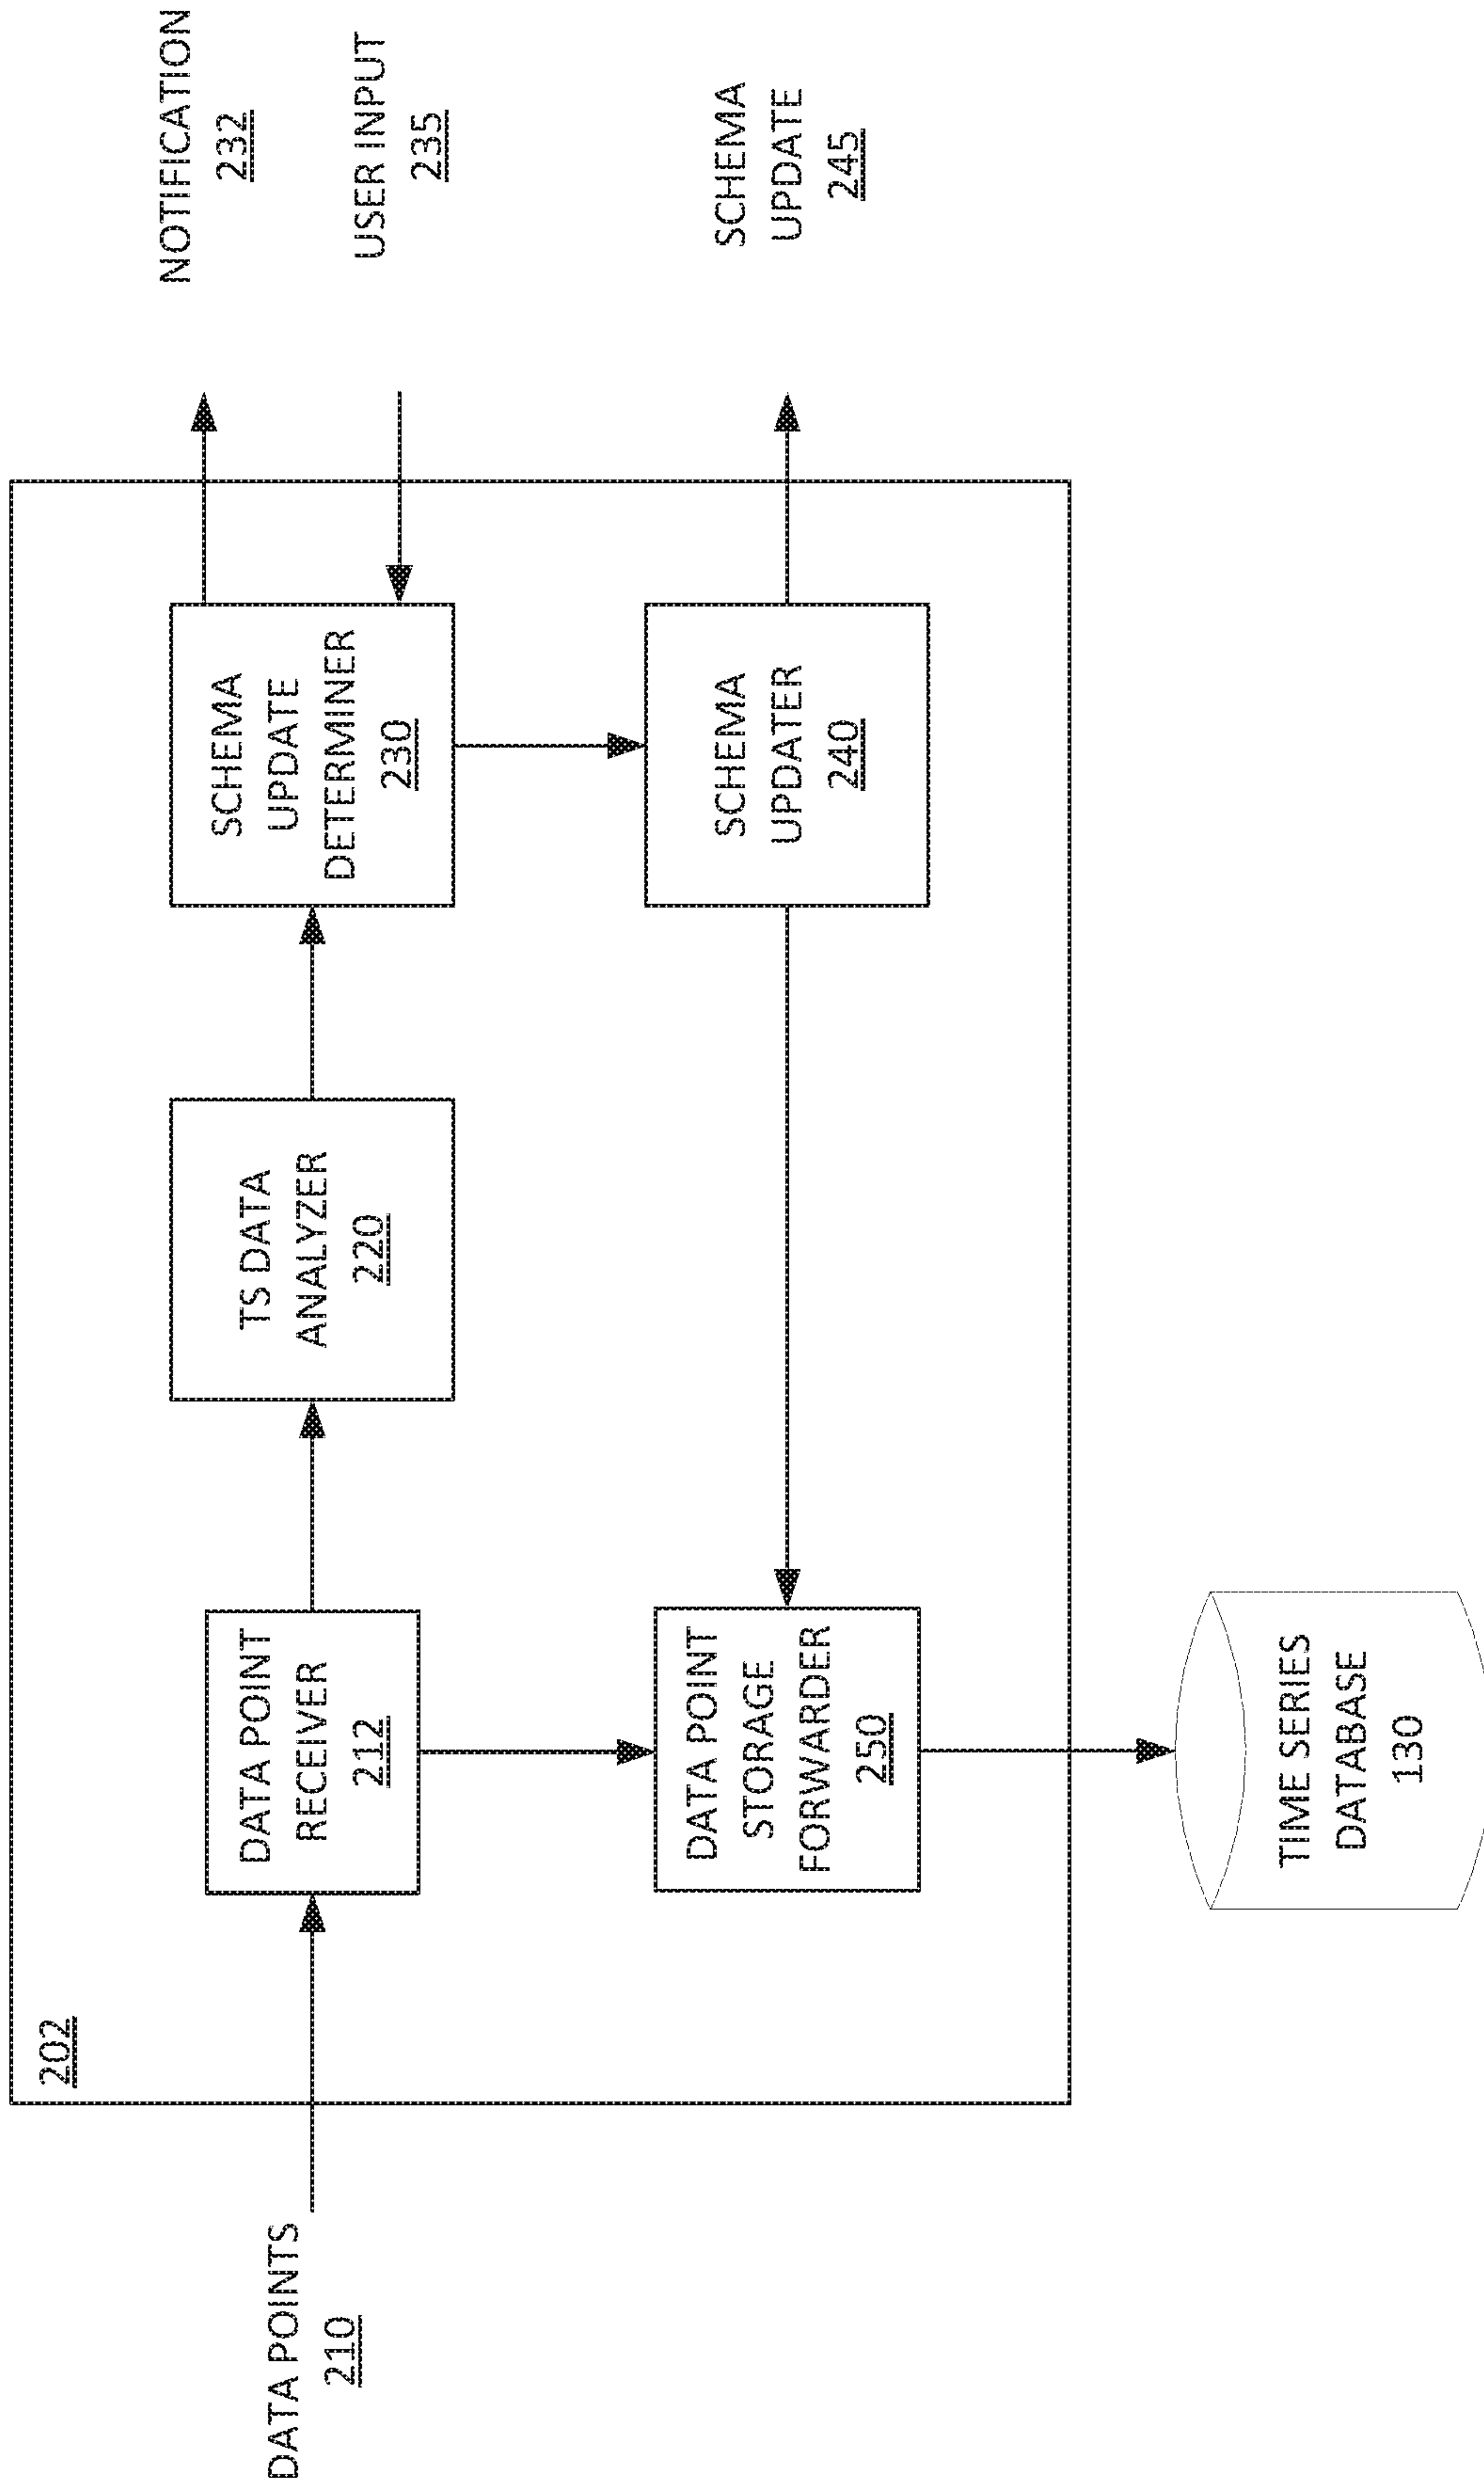 202
DATA POINTS
210
DATA POINT
RECEIVER
212
TS DATA
ANALYZER
220
SCHEMA
UPDATE
DETERMINER
230
NOTIFICATION
232
USER INPUT
235
DATA POINT
STORAGE
FORWARDER
250
SCHEMA
UPDATER
240
SCHEMA
UPDATE
245
TIME SERIES
DATABASE
130